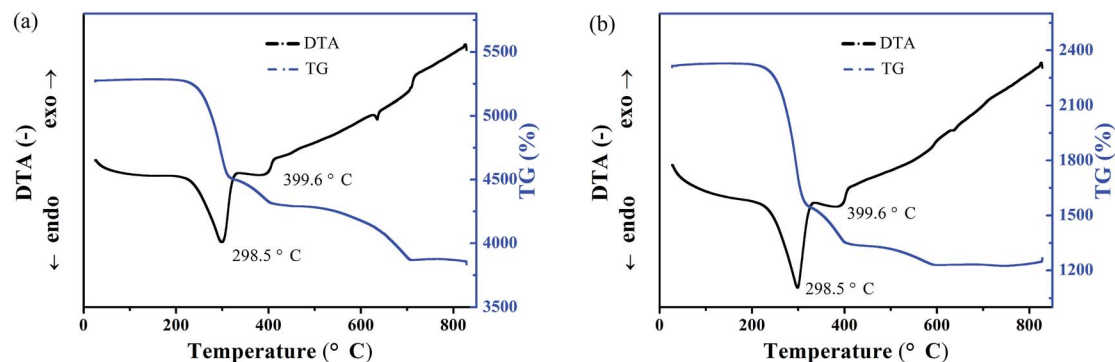 (a)
DTA
TG
399.6 ° C
298.5 ° C
DTA (-)
← endo
exo →
TG (%)
5500
5000
4500
4000
3500
0
200
400
600
800
Temperature (° C)
(b)
DTA
TG
399.6 ° C
298.5 ° C
DTA (-)
← endo
exo →
TG (%)
2400
2100
1800
1500
1200
0
200
400
600
800
Temperature (° C)